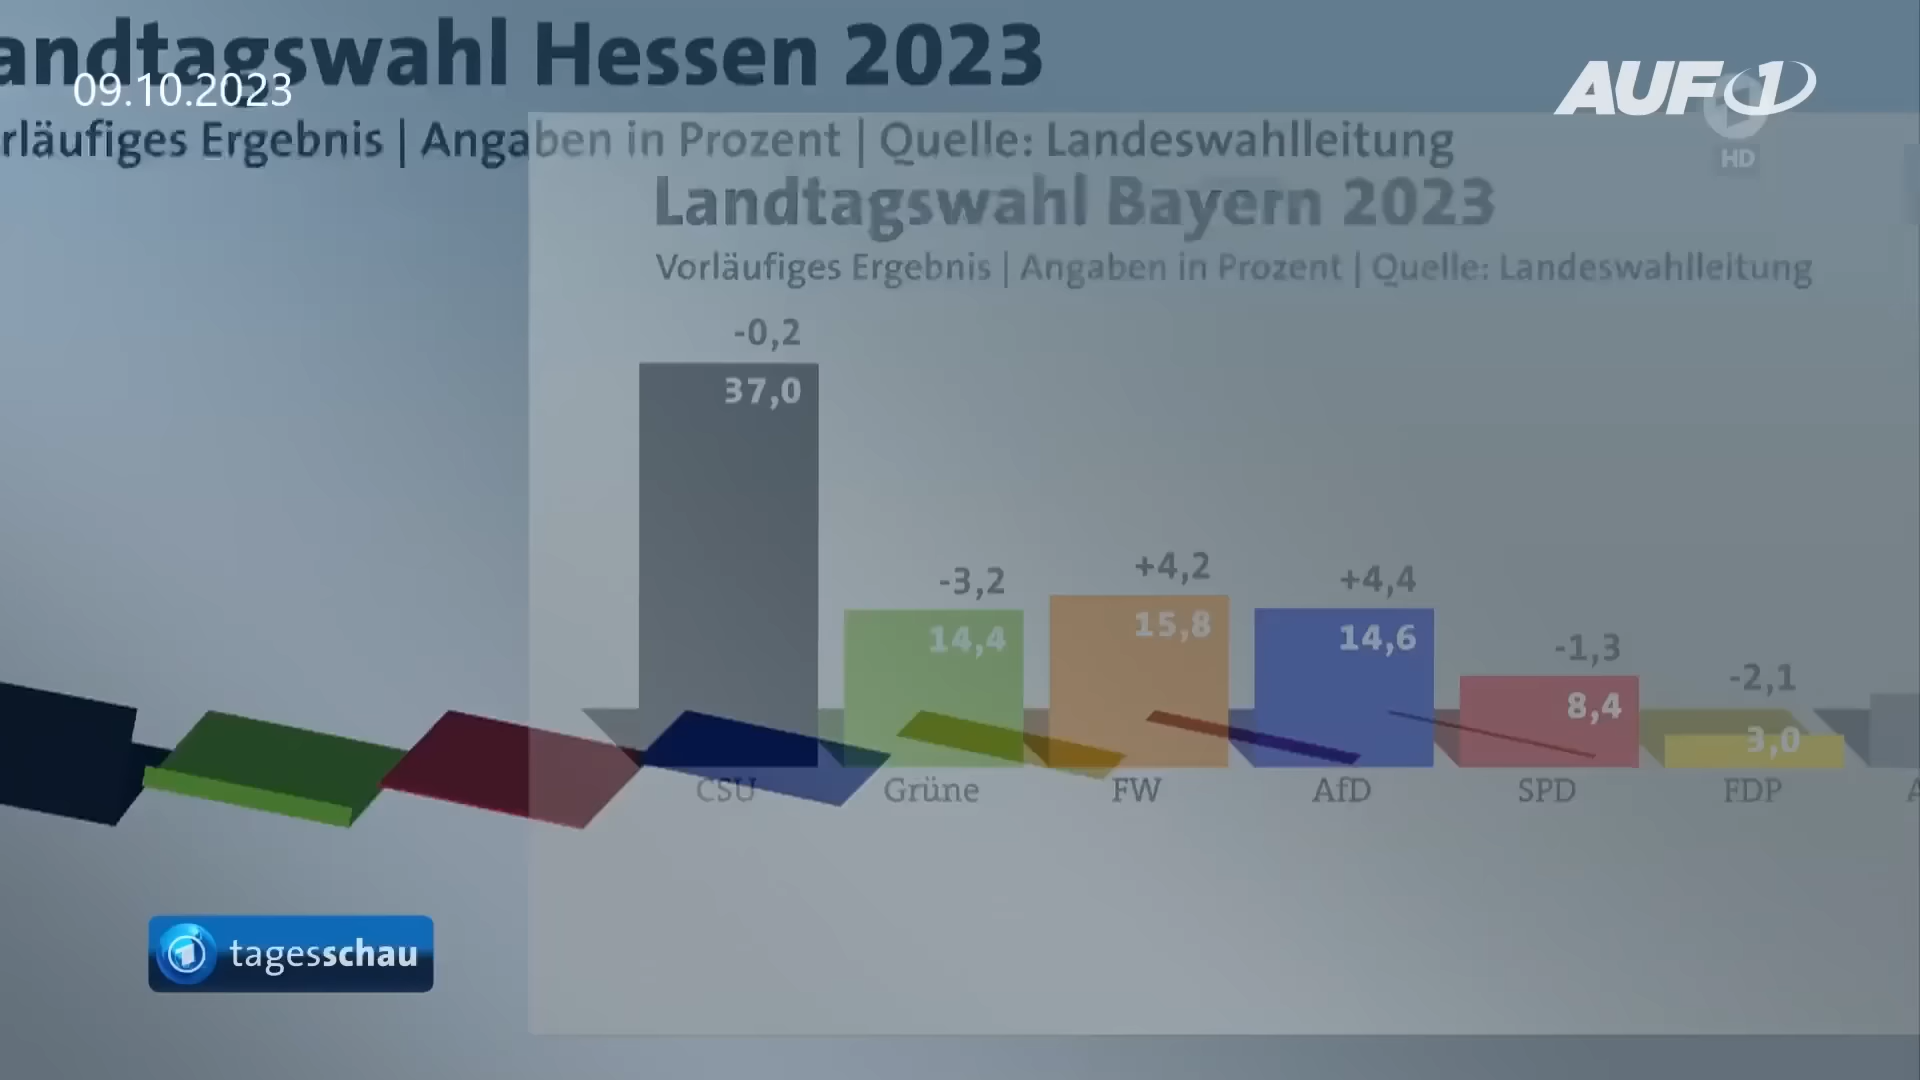 andtagswahl Hessen 2023
09.10.2023
AUF1
rläufiges Ergebnis | Angaben in Prozent | Quelle: Landeswahlleitung
HD
Landtagswahl Bayern 2023
Vorläufiges Ergebnis | Angaben in Prozent | Quelle: Landeswahlleitung
-0,2
37,0
-3,2
14,4
+4,2
15,8
+4,4
14,6
-1,3
8,4
-2,1
3,0
CSU Grüne FW AfD SPD FDP
tagesschau